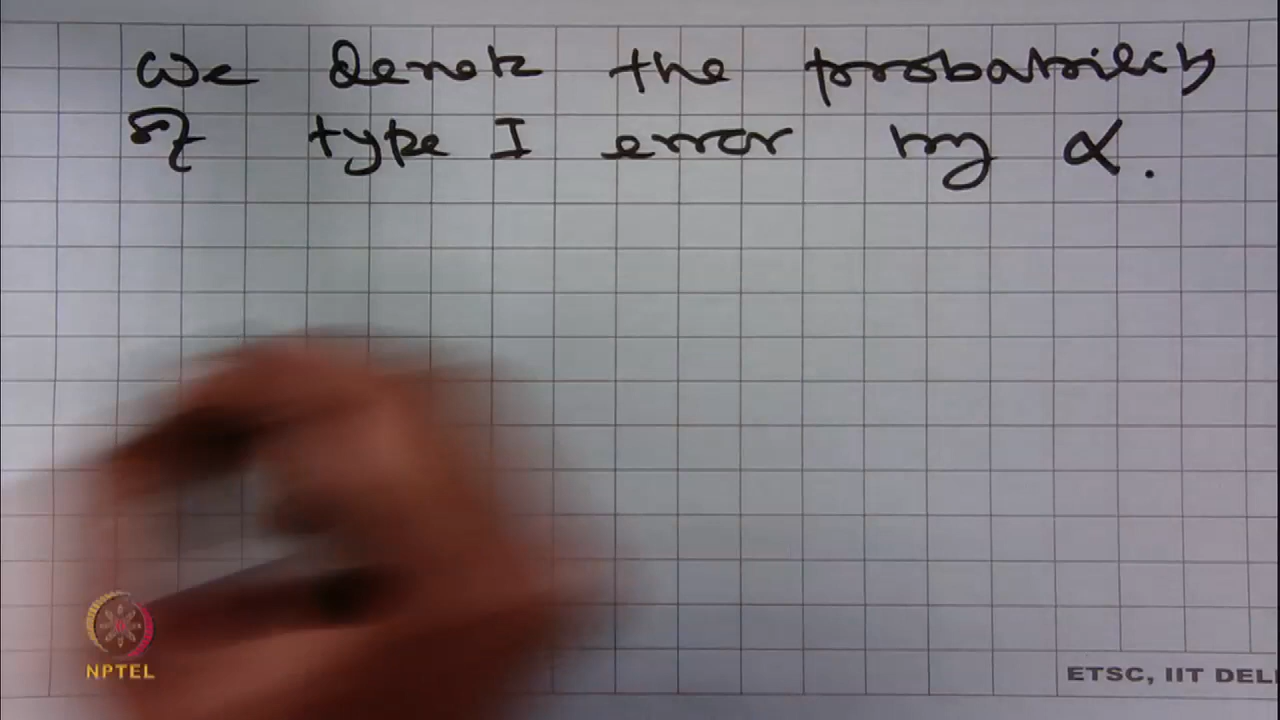 We denote the probability
of type I error by α.
NPTEL
ETSC, IIT DEL